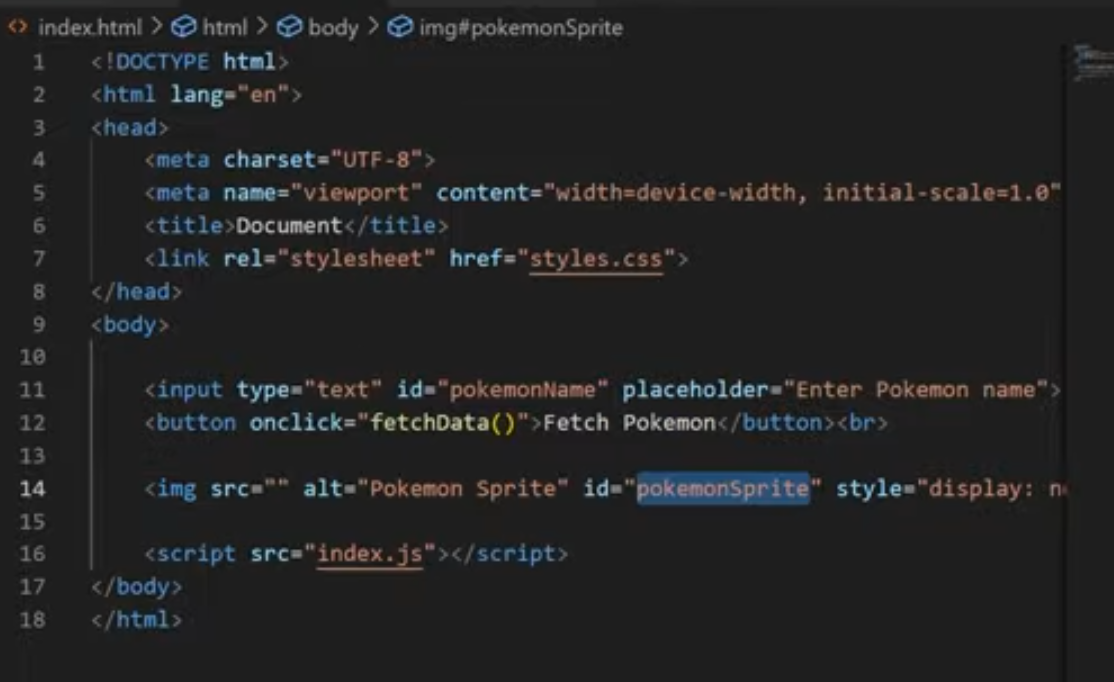 index.html > html > body > img#pokemonSprite
1 <!DOCTYPE html>
2 <html lang="en">
3 <head>
4 <meta charset="UTF-8">
5 <meta name="viewport" content="width=device-width, initial-scale=1.0"
6 <title>Document</title>
7 <link rel="stylesheet" href="styles.css">
8 </head>
9 <body>
10
11 <input type="text" id="pokemonName" placeholder="Enter Pokemon name">
12 <button onclick="fetchData()">Fetch Pokemon</button><br>
13
14 <img src="" alt="Pokemon Sprite" id="pokemonSprite" style="display:
15
16 <script src="index.js"></script>
17 </body>
18 </html>